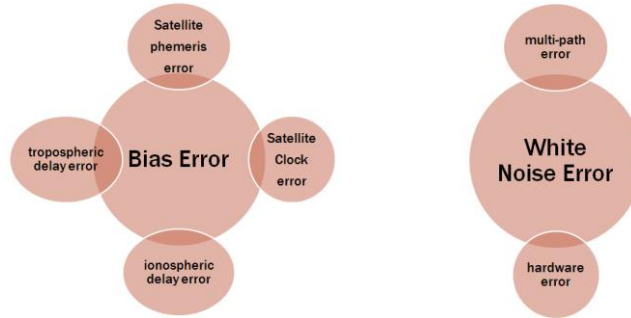 Satellite
phemeris
error
tropospheric
delay error
Bias Error
Satellite
Clock
error
ionospheric
delay error
multi-path
error
White
Noise Error
hardware
error